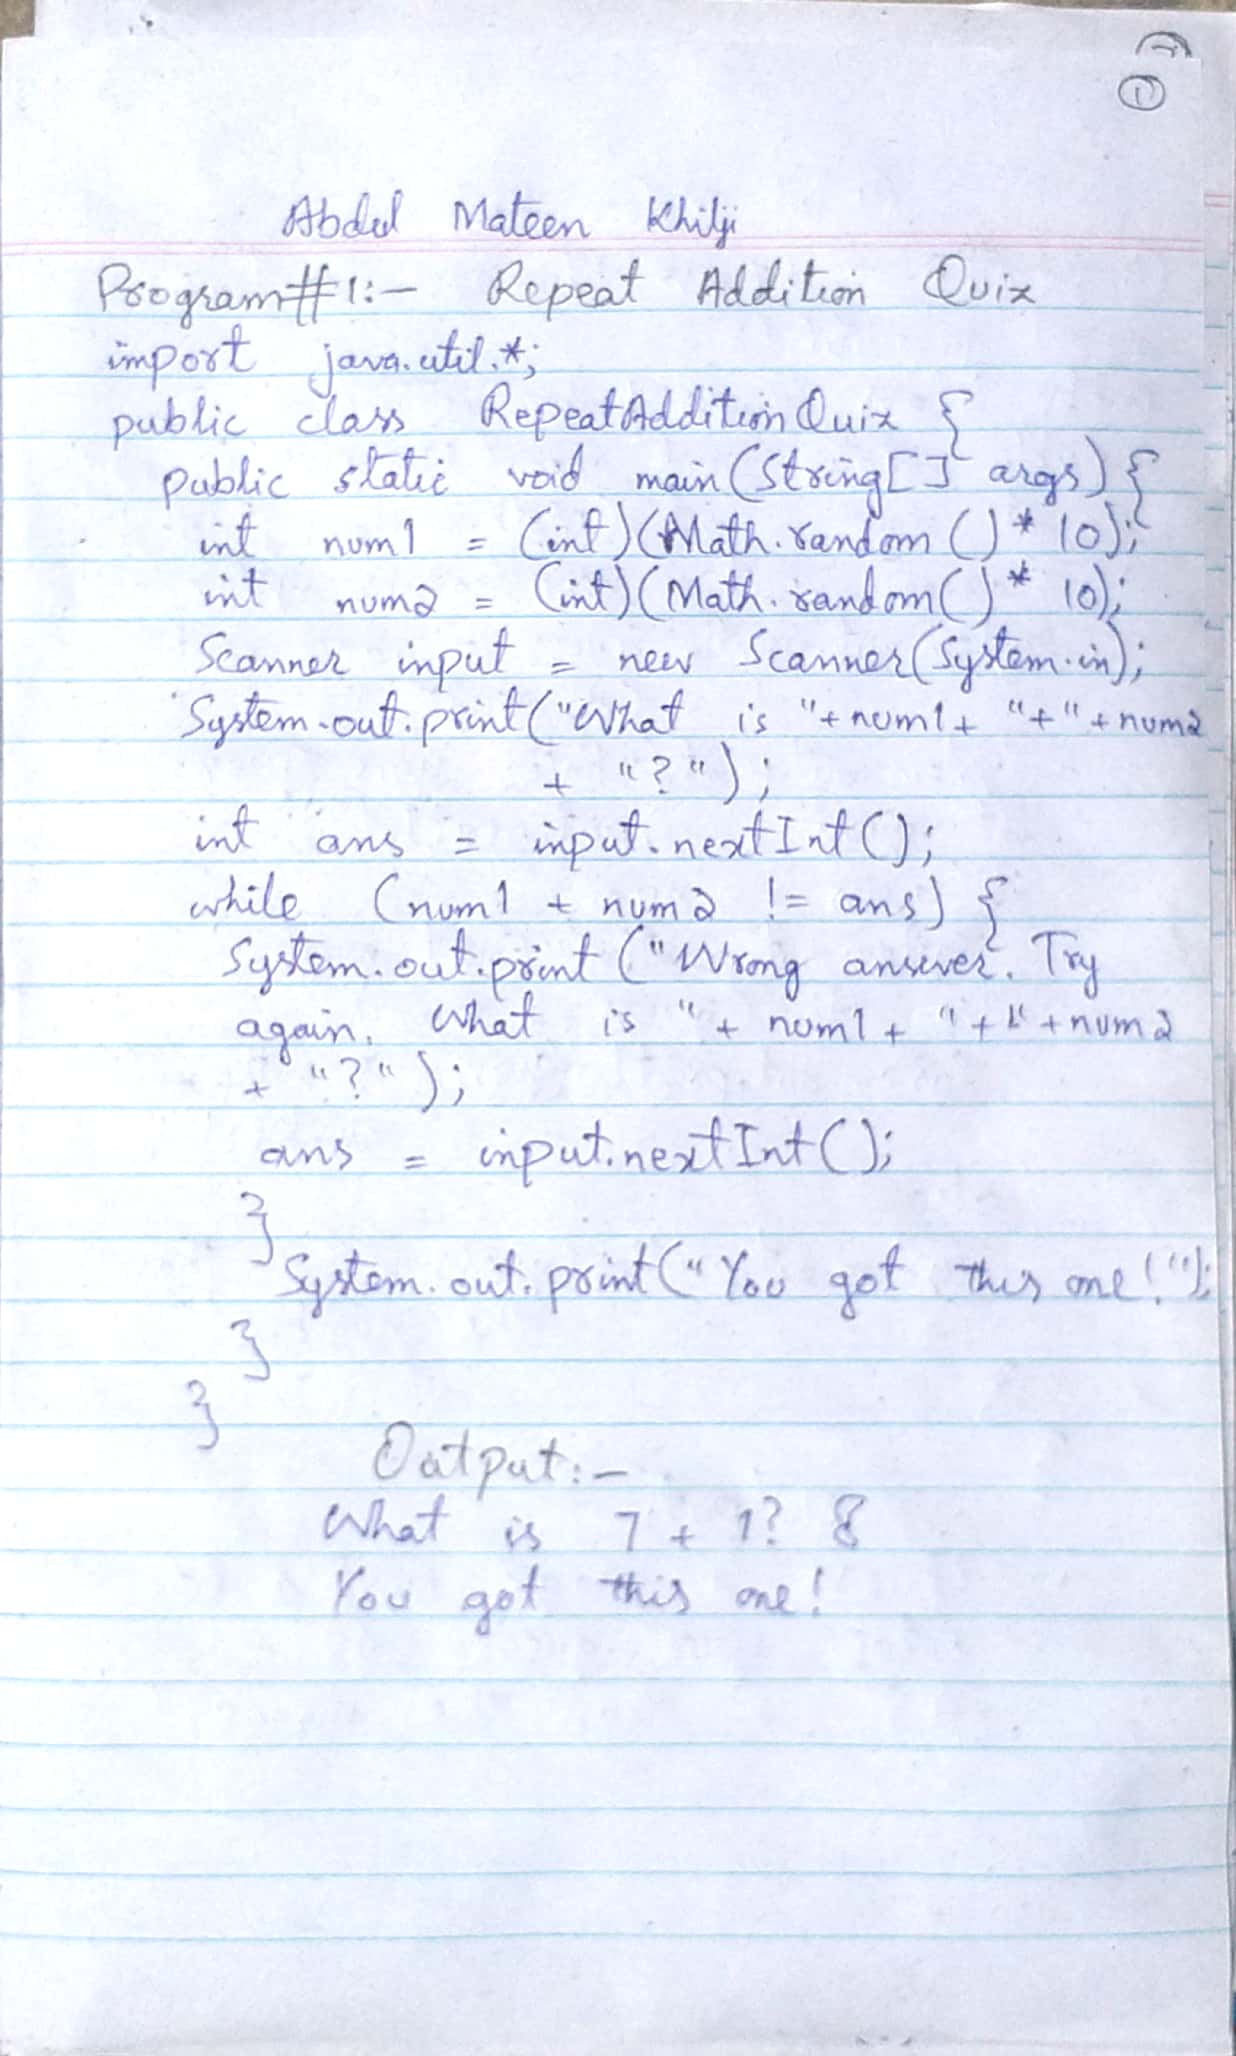 ①
Abdul Mateen Khilji
Program#1:- Repeat Addition Quiz
import java.util.*;
public class RepeatAdditionQuiz {
public static void main(String[] args) {
int num1 = (int)(Math.random() * 10);
int num2 = (int)(Math.random() * 10);
Scanner input = new Scanner(System.in);
System.out.print("What is "+num1+ "+" +num2
+ "?");
int ans = input.nextInt();
while (num1 + num2 != ans) {
System.out.print ("Wrong answer. Try
again. What is "+ num1 + "+" +num2
+ "?");
ans = input.nextInt();
}
System.out.print("You got this one!");
}
}
Output:-
What is 7 + 1? 8
You got this one!